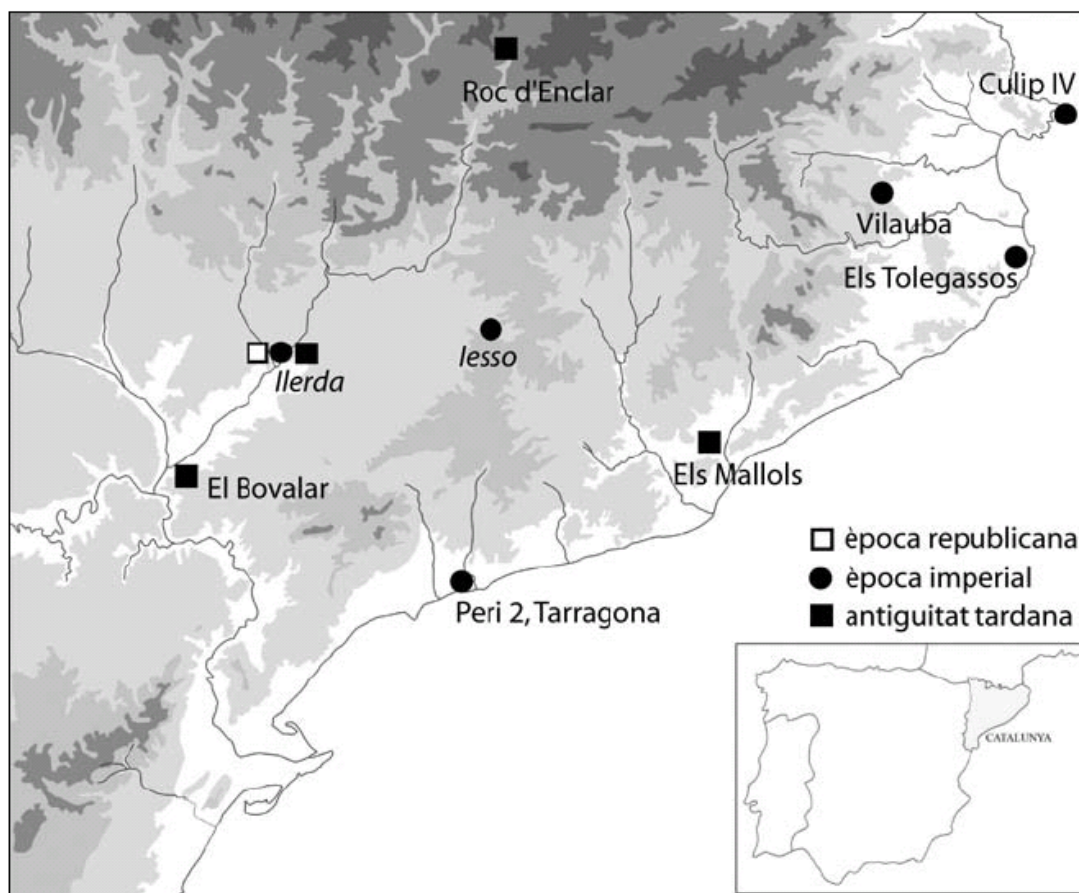 Roc d'Enclar
Culip IV
Vilauba
Els Tolegassos
Iesso
Ilerda
Els Mallols
El Bovalar
època republicana
època imperial
Peri 2, Tarragona
antiguitat tardana
CATALUNYA